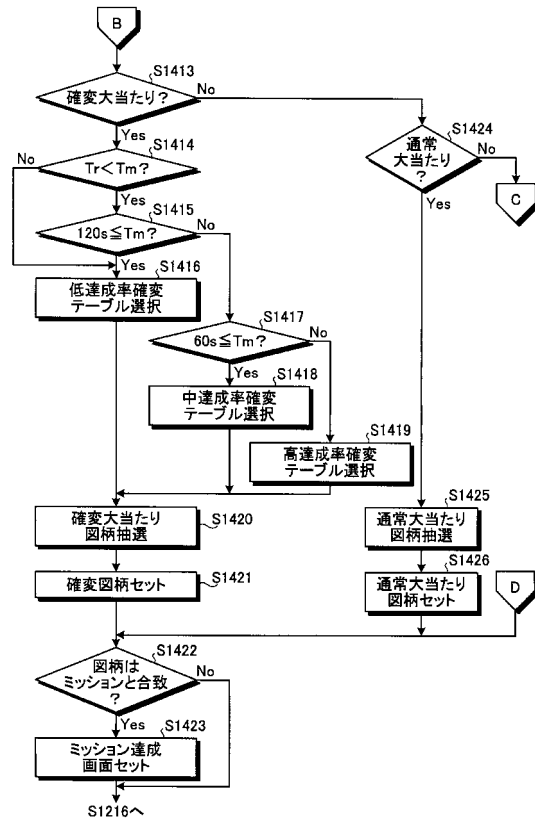 B
S1413
確変大当たり?
No
Yes
S1414
Tr<Tm?
No
Yes
S1415
120s≦Tm?
No
Yes
S1416
低達成率確変
テーブル選択
S1417
60s≦Tm?
No
Yes
S1418
中達成率確変
テーブル選択
S1419
高達成率確変
テーブル選択
S1420
確変大当たり
図柄抽選
S1421
確変図柄セット
S1424
通常
大当たり
?
No
C
Yes
S1425
通常大当たり
図柄抽選
S1426
通常大当たり
図柄セット
D
S1422
図柄は
ミッションと合致
?
No
Yes
S1423
ミッション達成
画面セット
S1216へ